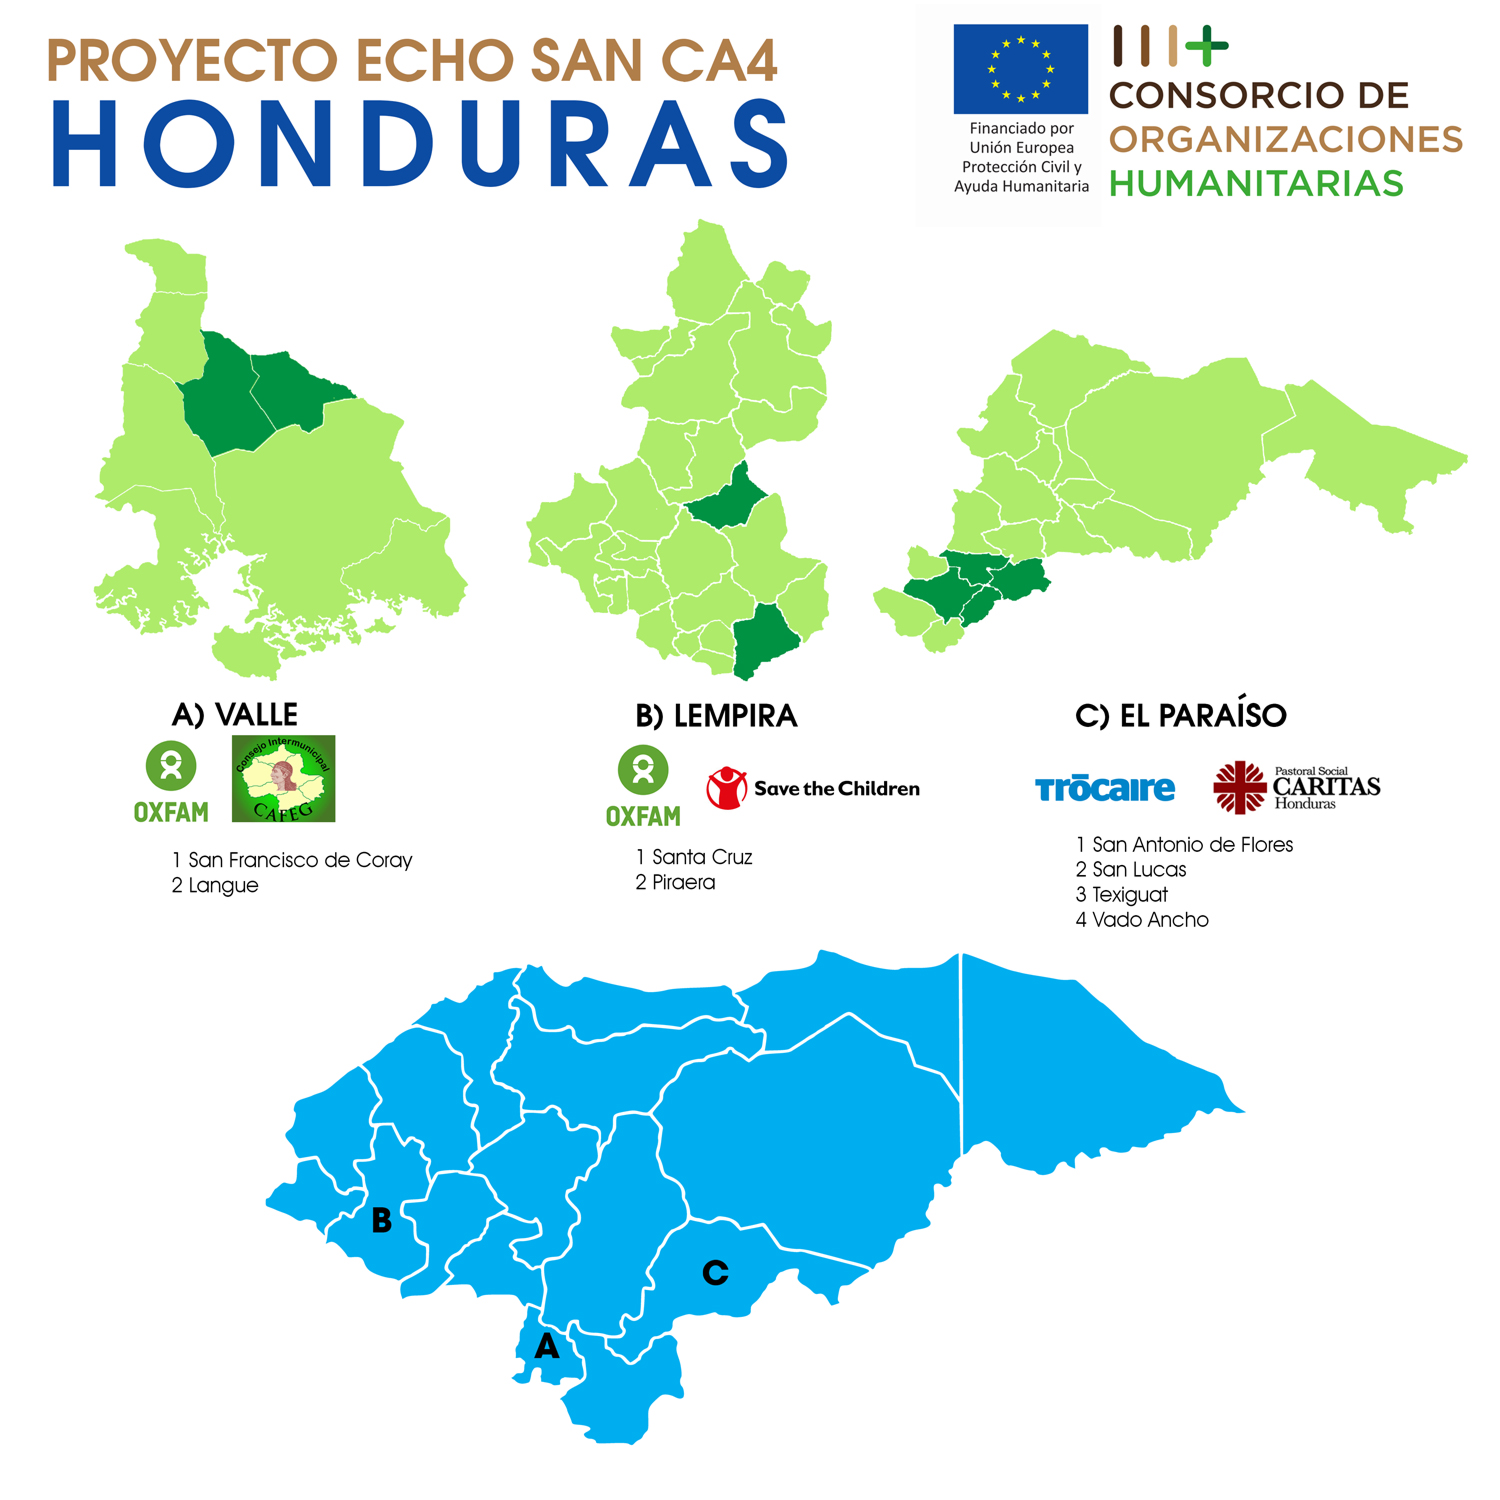 PROYECTO ECHO SAN CA4
HONDURAS
Financiado por
Unión Europea
Protección Civil y
Ayuda Humanitaria
CONSORCIO DE
ORGANIZACIONES
HUMANITARIAS
A) VALLE
OXFAM
Consejo Intermunicipal
CAFEG
1 San Francisco de Coray
2 Langue
B) LEMPIRA
OXFAM
Save the Children
1 Santa Cruz
2 Piraera
C) EL PARAÍSO
Trōcaire
Pastoral Social
CARITAS
Honduras
1 San Antonio de Flores
2 San Lucas
3 Texiguat
4 Vado Ancho
B
C
A